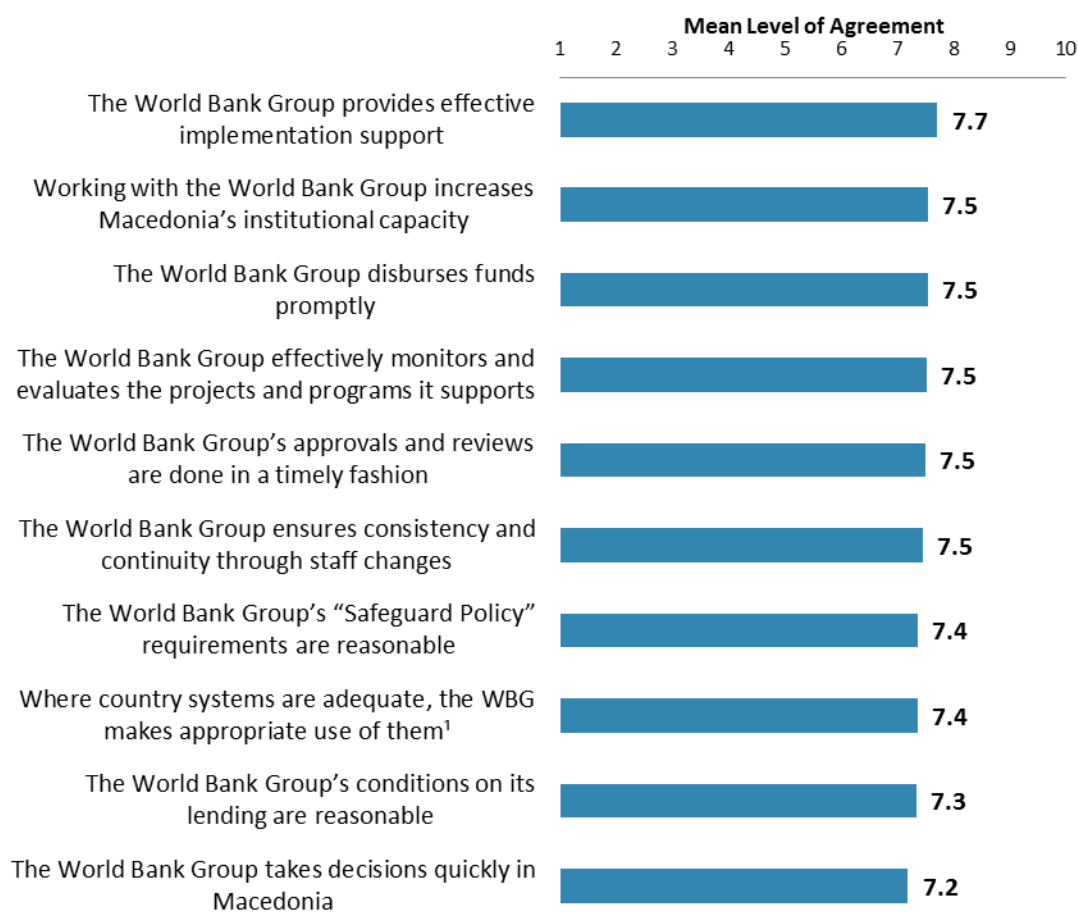 Mean Level of Agreement
1 2 3 4 5 6 7 8 9 10
The World Bank Group provides effective
implementation support
7.7
Working with the World Bank Group increases
Macedonia’s institutional capacity
7.5
The World Bank Group disburses funds
promptly
7.5
The World Bank Group effectively monitors and
evaluates the projects and programs it supports
7.5
The World Bank Group’s approvals and reviews
are done in a timely fashion
7.5
The World Bank Group ensures consistency and
continuity through staff changes
7.5
The World Bank Group’s “Safeguard Policy”
requirements are reasonable
7.4
Where country systems are adequate, the WBG
makes appropriate use of them¹
7.4
The World Bank Group’s conditions on its
lending are reasonable
7.3
The World Bank Group takes decisions quickly in
Macedonia
7.2